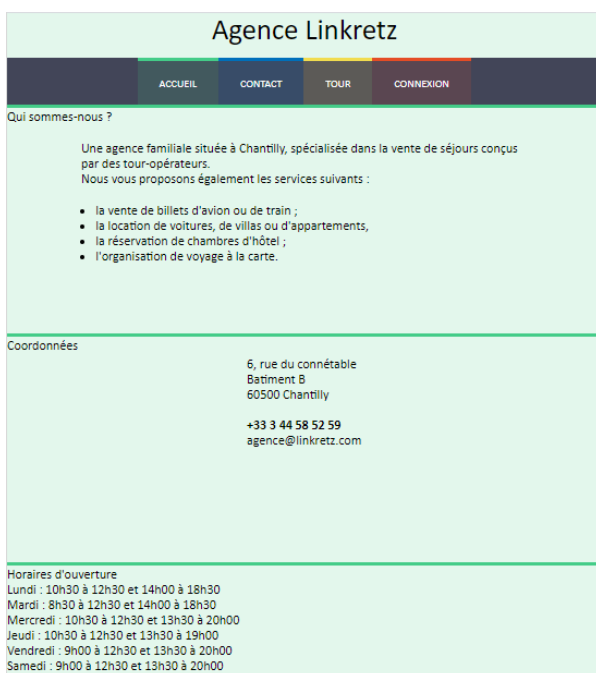 Agence Linkretz
ACCUEIL CONTACT TOUR CONNEXION
Qui sommes-nous ?
Une agence familiale située à Chantilly, spécialisée dans la vente de séjours conçus
par des tour-opérateurs.
Nous vous proposons également les services suivants :
• la vente de billets d'avion ou de train ;
• la location de voitures, de villas ou d'appartements,
• la réservation de chambres d'hôtel ;
• l'organisation de voyage à la carte.
Coordonnées
6, rue du connétable
Batiment B
60500 Chantilly
+33 3 44 58 52 59
agence@linkretz.com
Horaires d'ouverture
Lundi : 10h30 à 12h30 et 14h00 à 18h30
Mardi : 8h30 à 12h30 et 14h00 à 18h30
Mercredi : 10h30 à 12h30 et 13h30 à 20h00
Jeudi : 10h30 à 12h30 et 13h30 à 19h00
Vendredi : 9h00 à 12h30 et 13h30 à 20h00
Samedi : 9h00 à 12h30 et 13h30 à 20h00